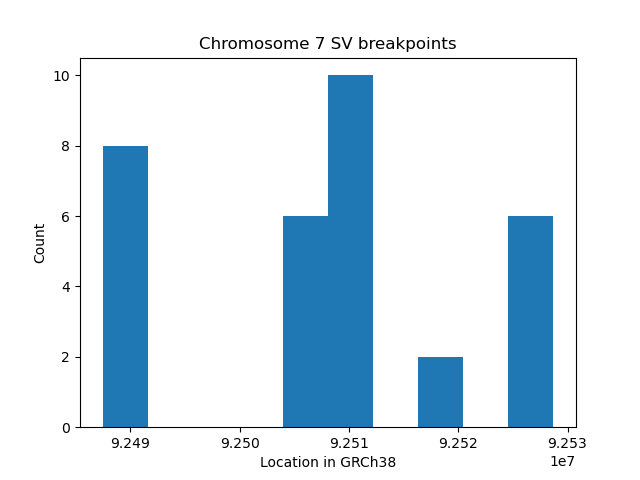 Chromosome 7 SV breakpoints
10
8
6
4
2
0
Count
9.249 9.250 9.251 9.252 9.253
1e7
Location in GRCh38